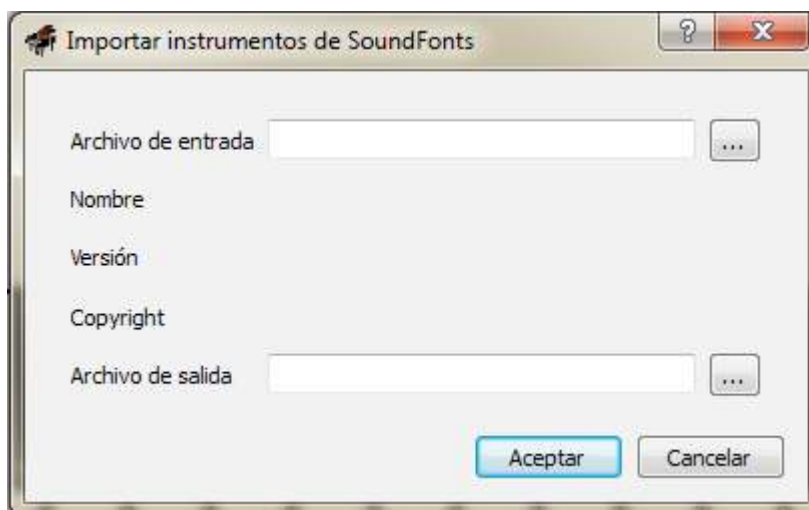 Importar instrumentos de SoundFonts
Archivo de entrada ...
Nombre
Versión
Copyright
Archivo de salida ...
Aceptar Cancelar